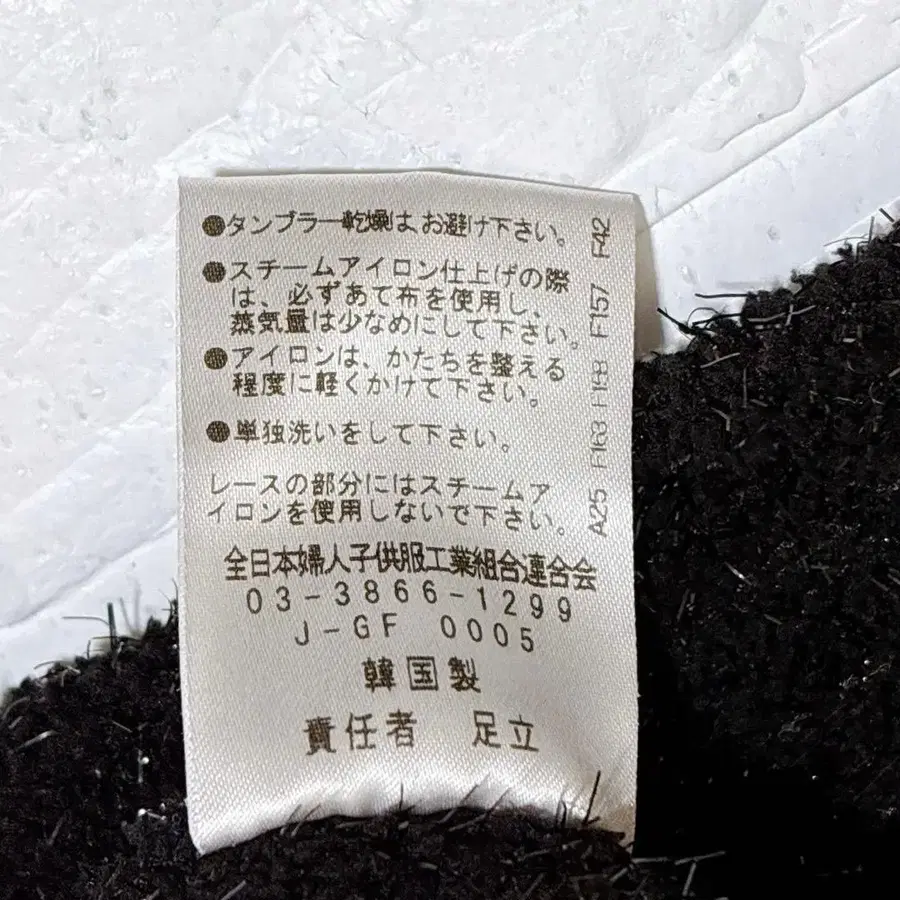 ●タンブラー乾燥は、お避け下さい。
●スチームアイロン仕上げの際
は、必ずあて布を使用し、
蒸気量は少なめにして下さい。
●アイロンは、かたちを整える
程度に軽くかけて下さい。
●単独洗いをして下さい。
レースの部分にはスチームア
イロンを使用しないで下さい。
全日本婦人子供服工業組合連合会
03-3866-1299
J-GF 0005
韓国製
責任者 足立
A25 F163 F198 F157 F42